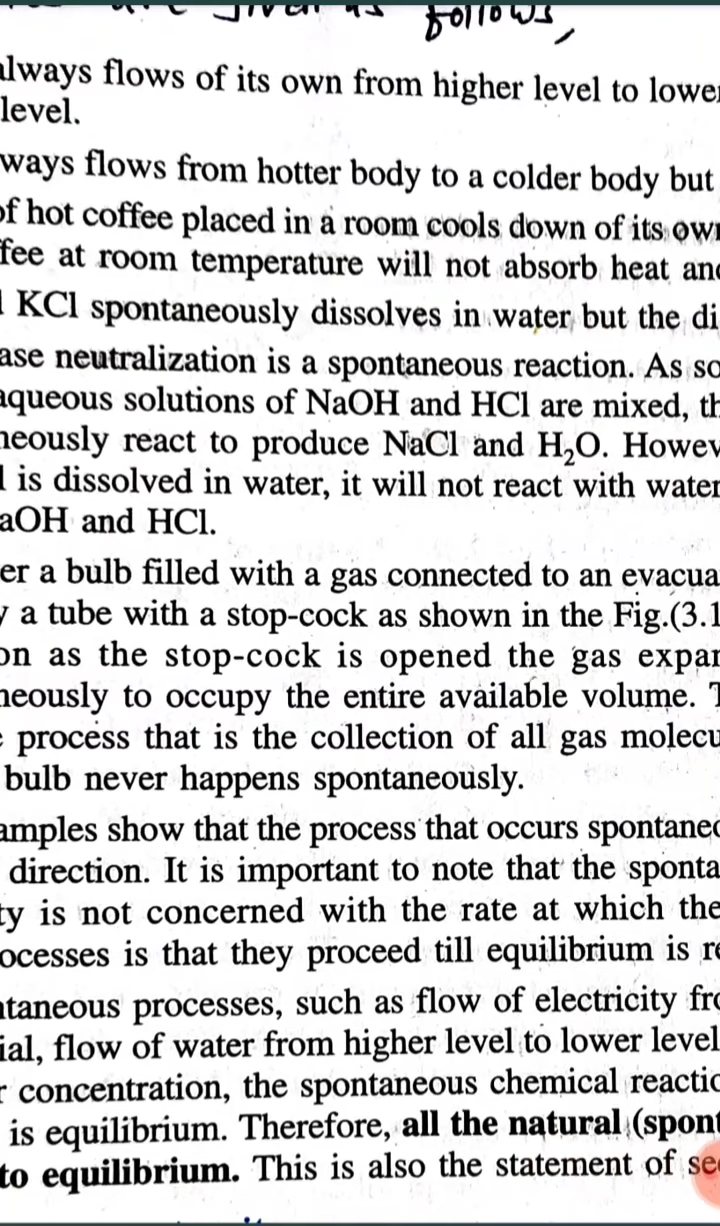 follows,
always flows of its own from higher level to lower
level.
ways flows from hotter body to a colder body but
of hot coffee placed in a room cools down of its own
fee at room temperature will not absorb heat and
KCl spontaneously dissolves in water but the di
ase neutralization is a spontaneous reaction. As so
aqueous solutions of NaOH and HCl are mixed, th
neously react to produce NaCl and H₂O. Howev
l is dissolved in water, it will not react with water
aOH and HCl.
er a bulb filled with a gas connected to an evacua
y a tube with a stop-cock as shown in the Fig.(3.1
on as the stop-cock is opened the gas expan
neously to occupy the entire available volume. T
e process that is the collection of all gas molecu
bulb never happens spontaneously.
amples show that the process that occurs spontaneo
direction. It is important to note that the sponta
ty is not concerned with the rate at which the
ocesses is that they proceed till equilibrium is re
ntaneous processes, such as flow of electricity fro
ial, flow of water from higher level to lower level
r concentration, the spontaneous chemical reactio
is equilibrium. Therefore, all the natural (spont
to equilibrium. This is also the statement of se